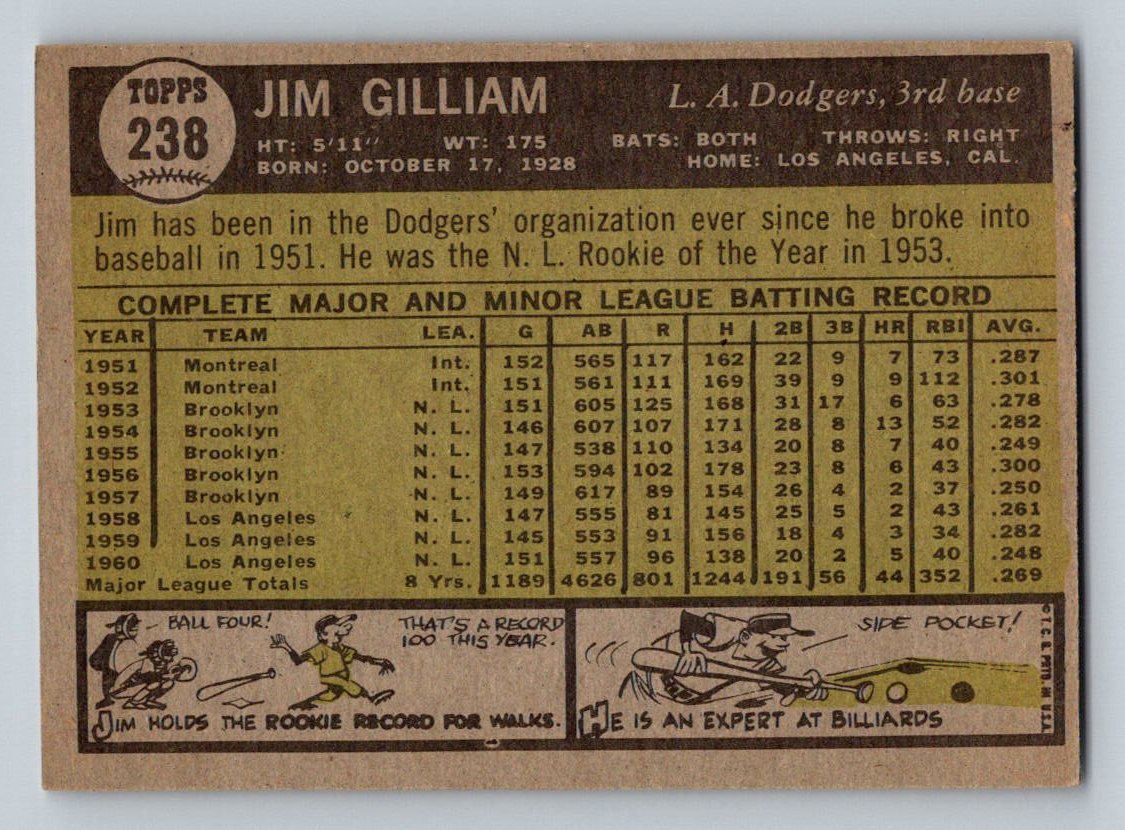 TOPPS
238
JIM GILLIAM
L. A. Dodgers, 3rd base
HT: 5'11" WT: 175 BATS: BOTH THROWS: RIGHT
BORN: OCTOBER 17, 1928 HOME: LOS ANGELES, CAL.
Jim has been in the Dodgers' organization ever since he broke into
baseball in 1951. He was the N. L. Rookie of the Year in 1953.
COMPLETE MAJOR AND MINOR LEAGUE BATTING RECORD
YEAR TEAM LEA. G AB R H 2B 3B HR RBI AVG.
1951 Montreal Int. 152 565 117 162 22 9 7 73 .287
1952 Montreal Int. 151 561 111 169 39 9 9 112 .301
1953 Brooklyn N. L. 151 605 125 168 31 17 6 63 .278
1954 Brooklyn N. L. 146 607 107 171 28 8 13 52 .282
1955 Brooklyn N. L. 147 538 110 134 20 8 7 40 .249
1956 Brooklyn N. L. 153 594 102 178 23 8 6 43 .300
1957 Brooklyn N. L. 149 617 89 154 26 4 2 37 .250
1958 Los Angeles N. L. 147 555 81 145 25 5 2 43 .261
1959 Los Angeles N. L. 145 553 91 156 18 4 3 34 .282
1960 Los Angeles N. L. 151 557 96 138 20 2 5 40 .248
Major League Totals 8 Yrs. 1189 4626 801 1244 191 56 44 352 .269
BALL FOUR!
THAT'S A RECORD
100 THIS YEAR.
JIM HOLDS THE ROOKIE RECORD FOR WALKS.
SIDE POCKET!
HE IS AN EXPERT AT BILLIARDS
© T. C. G. PRTD. IN U.S.A.